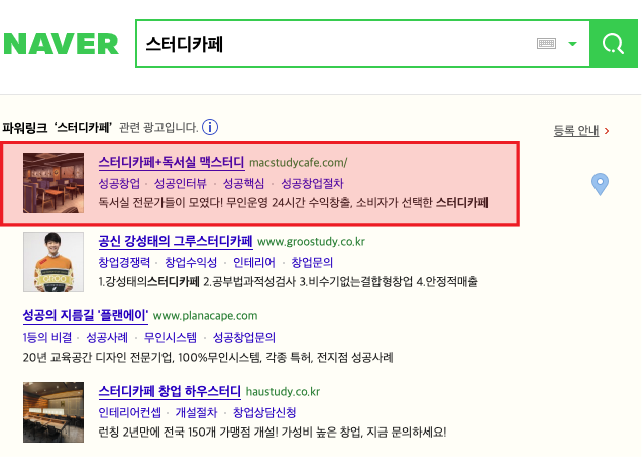 NAVER
스터디카페
파워링크 '스터디카페' 관련 광고입니다.
등록 안내 >
스터디카페+독서실 맥스터디 macstudycafe.com/
성공창업 · 성공인터뷰 · 성공핵심 · 성공창업절차
독서실 전문가들이 모였다! 무인운영 24시간 수익창출, 소비자가 선택한 스터디카페
공신 강성태의 그루스터디카페 www.groostudy.co.kr
창업경쟁력 · 창업수익성 · 인테리어 · 창업문의
1.강성태의스터디카페 2.공부법과적성검사 3.비수기없는결합형창업 4.안정적매출
성공의 지름길 '플랜에이' www.planacape.com
1등의 비결 · 성공사례 · 무인시스템 · 성공창업문의
20년 교육공간 디자인 전문기업, 100%무인시스템, 각종 특허, 전지점 성공사례
스터디카페 창업 하우스터디 haustudy.co.kr
인테리어컨셉 · 개설절차 · 창업상담신청
런칭 2년만에 전국 150개 가맹점 개설! 가성비 높은 창업, 지금 문의하세요!